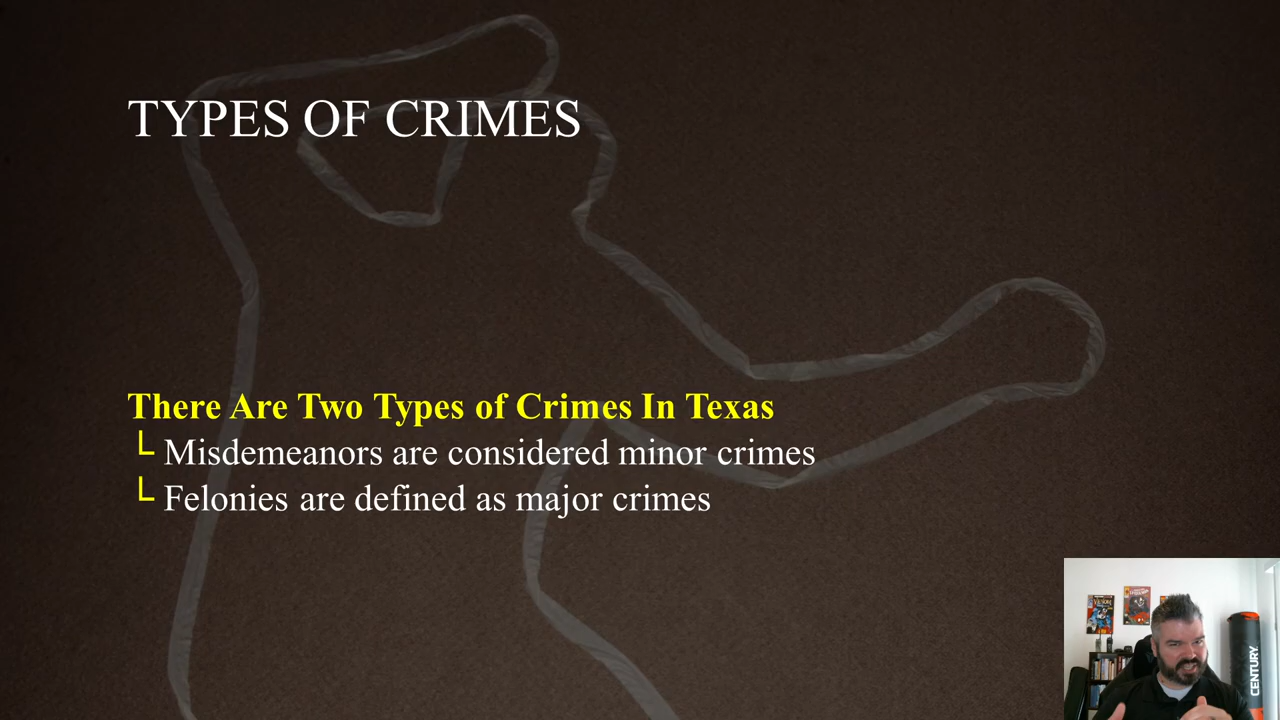 TYPES OF CRIMES
There Are Two Types of Crimes In Texas
└ Misdemeanors are considered minor crimes
└ Felonies are defined as major crimes
CENTURY